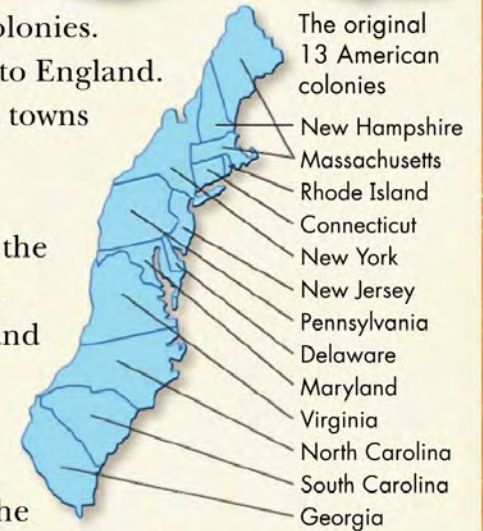 olonies.
to England.
towns
the
nd
he
The original
13 American
colonies
New Hampshire
Massachusetts
Rhode Island
Connecticut
New York
New Jersey
Pennsylvania
Delaware
Maryland
Virginia
North Carolina
South Carolina
Georgia